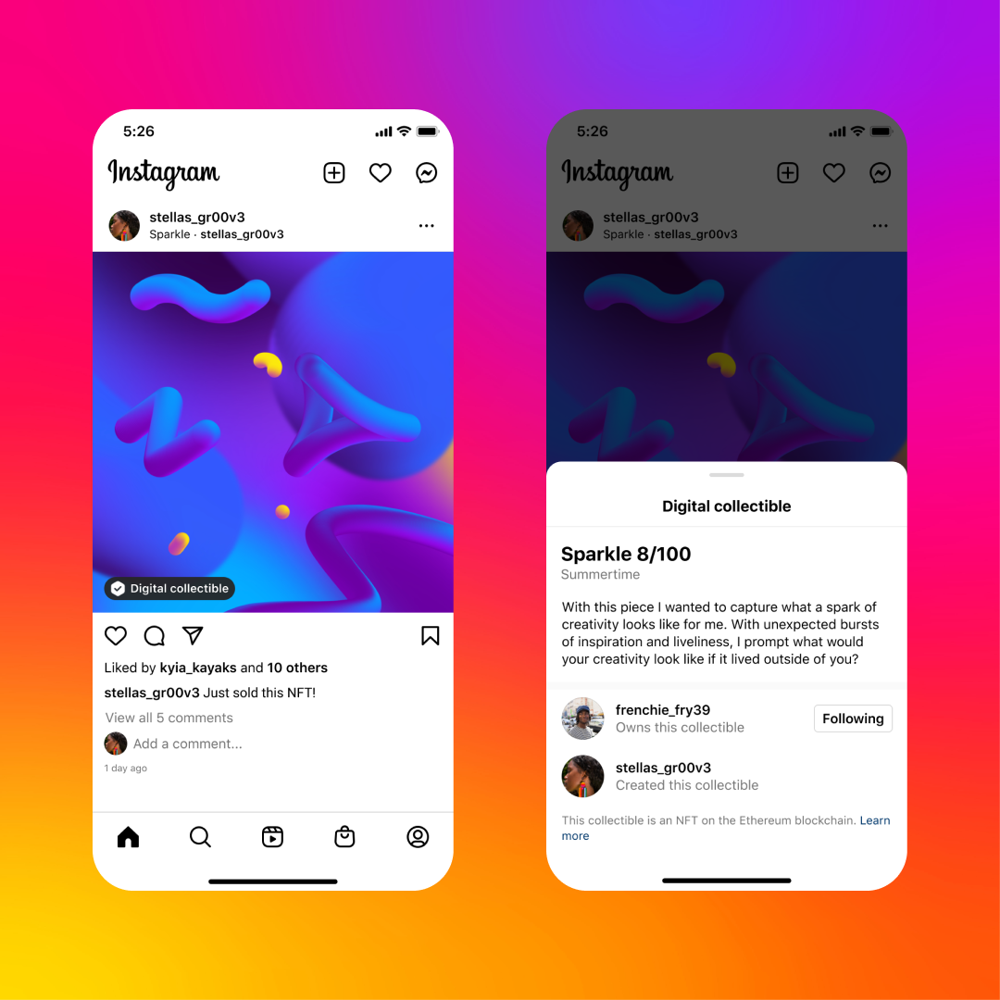 5:26
Instagram
stellas_gr00v3
Sparkle · stellas_gr00v3
Digital collectible
Liked by kyia_kayaks and 10 others
stellas_gr00v3 Just sold this NFT!
View all 5 comments
Add a comment...
1 day ago
5:26
Instagram
stellas_gr00v3
Sparkle · stellas_gr00v3
Digital collectible
Sparkle 8/100
Summertime
With this piece I wanted to capture what a spark of
creativity looks like for me. With unexpected bursts
of inspiration and liveliness, I prompt what would
your creativity look like if it lived outside of you?
frenchie_fry39
Owns this collectible
Following
stellas_gr00v3
Created this collectible
This collectible is an NFT on the Ethereum blockchain. Learn
more